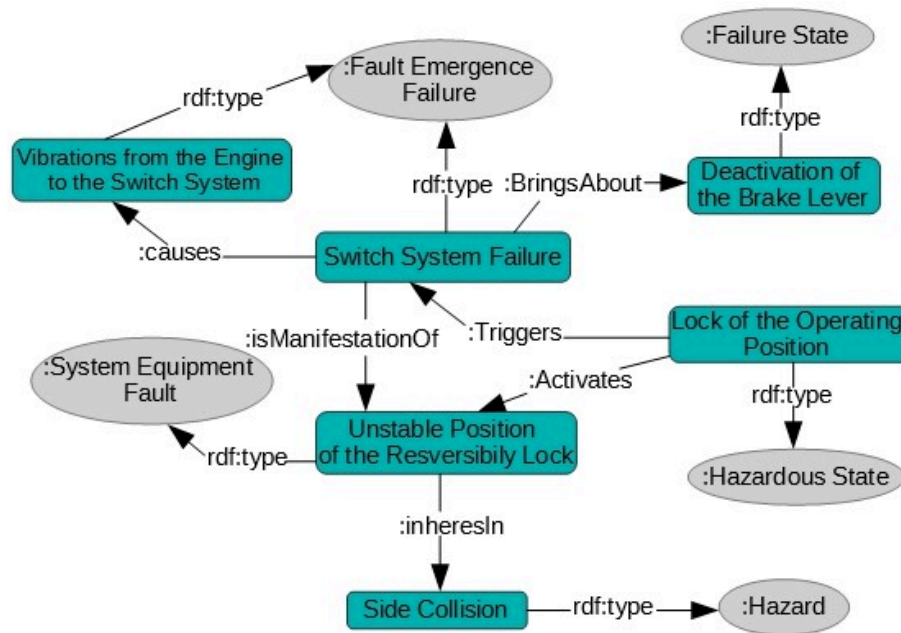 :Failure State
:Fault Emergence
Failure
rdf:type
rdf:type
Vibrations from the Engine
to the Switch System
rdf:type
:BringsAbout
Deactivation of
the Brake Lever
:causes
Switch System Failure
:isManifestationOf
:Triggers
Lock of the Operating
Position
:System Equipment
Fault
:Activates
rdf:type
Unstable Position
of the Resversibily Lock
rdf:type
:Hazardous State
:inheresIn
Side Collision
rdf:type
:Hazard